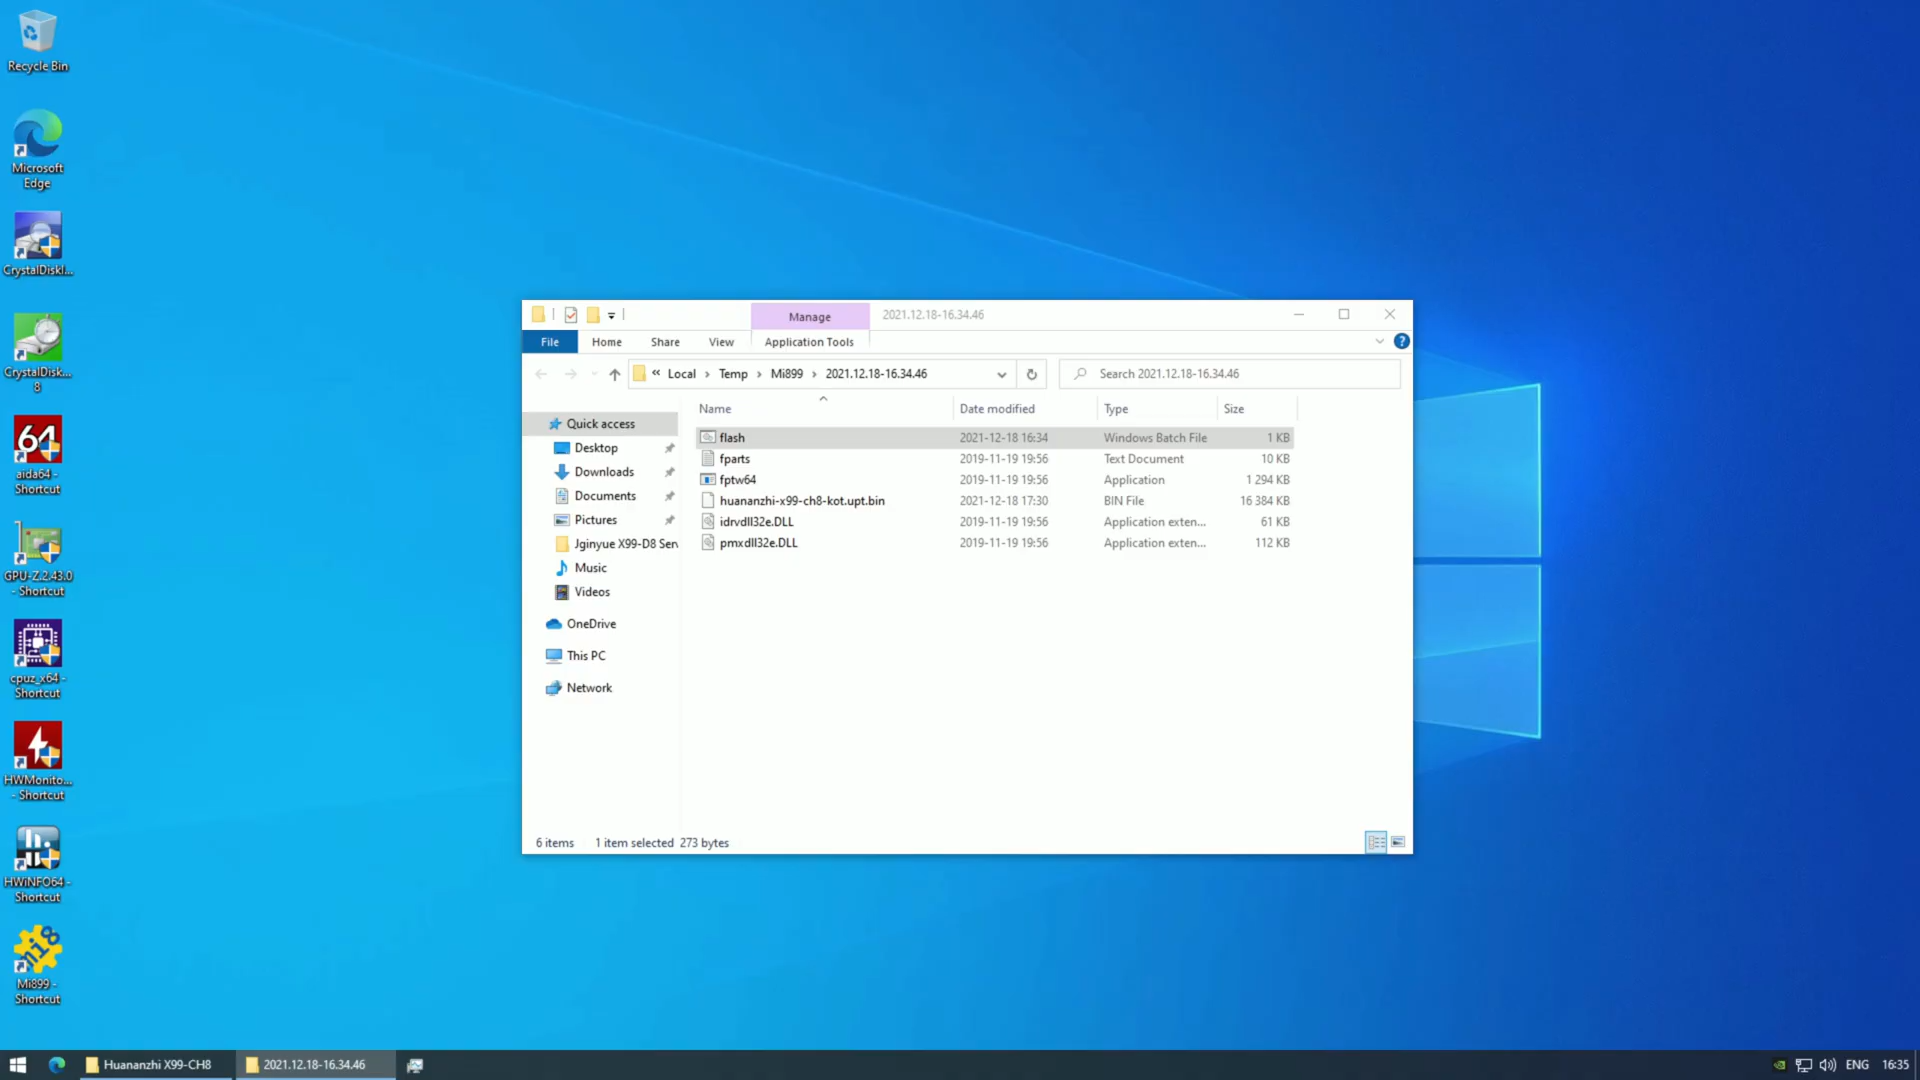 Recycle Bin
Microsoft
Edge
CrystalDiskI...
CrystalDisk...
8
64
aida64 -
Shortcut
GPU-Z.2.43.0
- Shortcut
cpuz_x64 -
Shortcut
HWMonito...
- Shortcut
HWiNFO64 -
Shortcut
Mi8
Mi899 -
Shortcut
Manage
2021.12.18-16.34.46
File
Home
Share
View
Application Tools
?
« Local › Temp › Mi899 › 2021.12.18-16.34.46
Search 2021.12.18-16.34.46
Name
Date modified
Type
Size
Quick access
Desktop
Downloads
Documents
Pictures
Jginyue X99-D8 Serv
Music
Videos
OneDrive
This PC
Network
flash 2021-12-18 16:34 Windows Batch File 1 KB
fparts 2019-11-19 19:56 Text Document 10 KB
fptw64 2019-11-19 19:56 Application 1 294 KB
huananzhi-x99-ch8-kot.upt.bin 2021-12-18 17:30 BIN File 16 384 KB
idrvdll32e.DLL 2019-11-19 19:56 Application exten... 61 KB
pmxdll32e.DLL 2019-11-19 19:56 Application exten... 112 KB
6 items
1 item selected 273 bytes
Huananzhi X99-CH8
2021.12.18-16.34.46
ENG
16:35